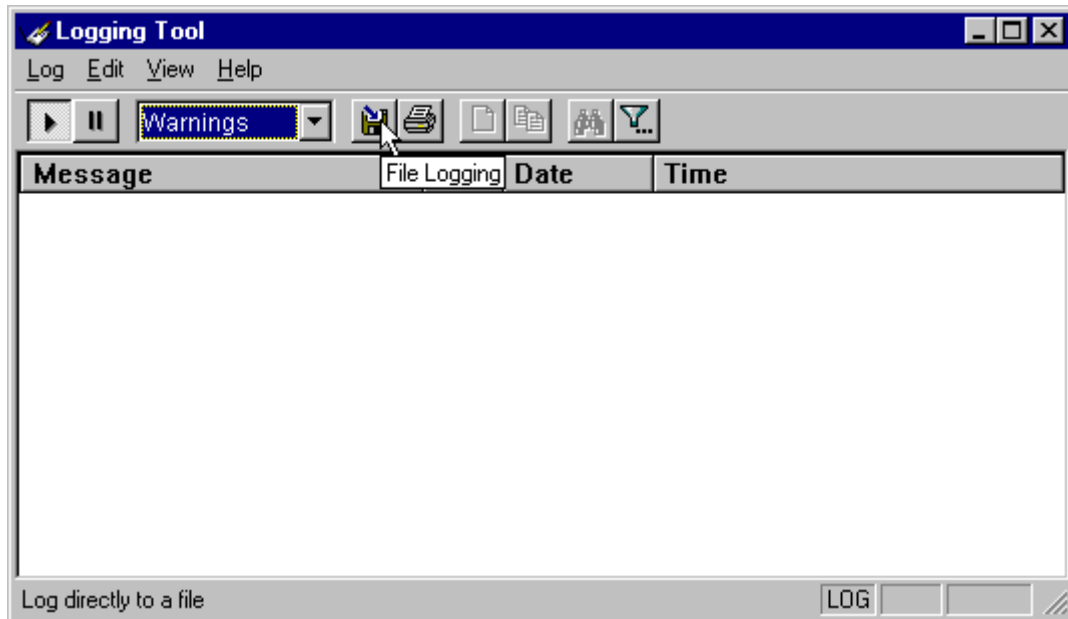 Logging Tool
Log Edit View Help
Warnings
Message Date Time
File Logging
Log directly to a file LOG